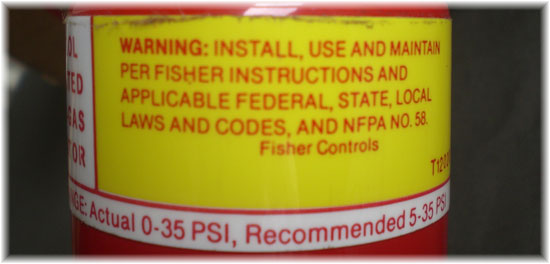 WARNING: INSTALL, USE AND MAINTAIN
PER FISHER INSTRUCTIONS AND
APPLICABLE FEDERAL, STATE, LOCAL
LAWS AND CODES, AND NFPA NO. 58.
Fisher Controls
Actual 0-35 PSI, Recommended 5-35 PSI